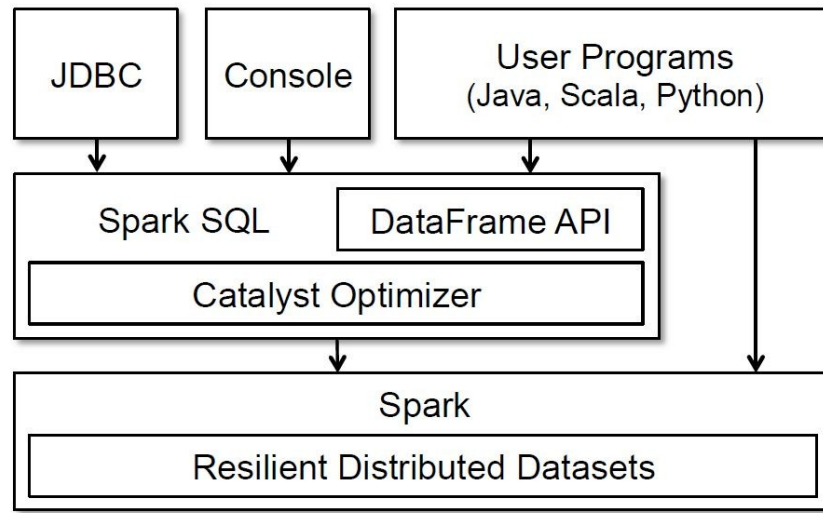 JDBC
Console
User Programs
(Java, Scala, Python)
Spark SQL
DataFrame API
Catalyst Optimizer
Spark
Resilient Distributed Datasets